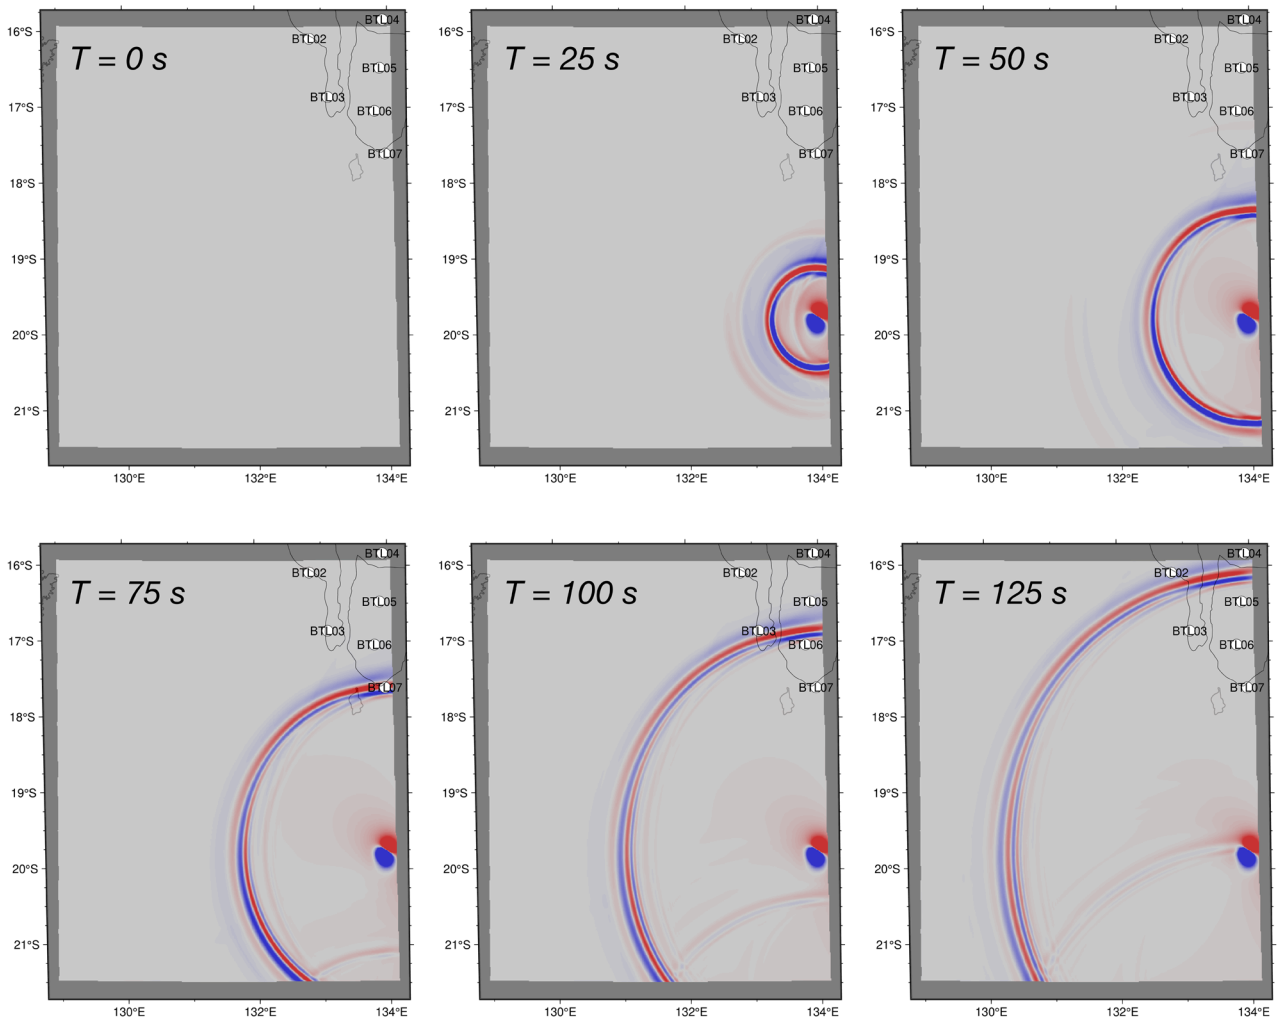 16°S
17°S
18°S
19°S
20°S
21°S
130°E
132°E
134°E
T = 0 s
BTL04
BTL02
BTL05
BTL03
BTL06
BTL07
16°S
17°S
18°S
19°S
20°S
21°S
130°E
132°E
134°E
T = 25 s
BTL04
BTL02
BTL05
BTL03
BTL06
BTL07
16°S
17°S
18°S
19°S
20°S
21°S
130°E
132°E
134°E
T = 50 s
BTL04
BTL02
BTL05
BTL03
BTL06
BTL07
16°S
17°S
18°S
19°S
20°S
21°S
130°E
132°E
134°E
T = 75 s
BTL04
BTL02
BTL05
BTL03
BTL06
BTL07
16°S
17°S
18°S
19°S
20°S
21°S
130°E
132°E
134°E
T = 100 s
BTL04
BTL02
BTL05
BTL03
BTL06
BTL07
16°S
17°S
18°S
19°S
20°S
21°S
130°E
132°E
134°E
T = 125 s
BTL04
BTL02
BTL05
BTL03
BTL06
BTL07